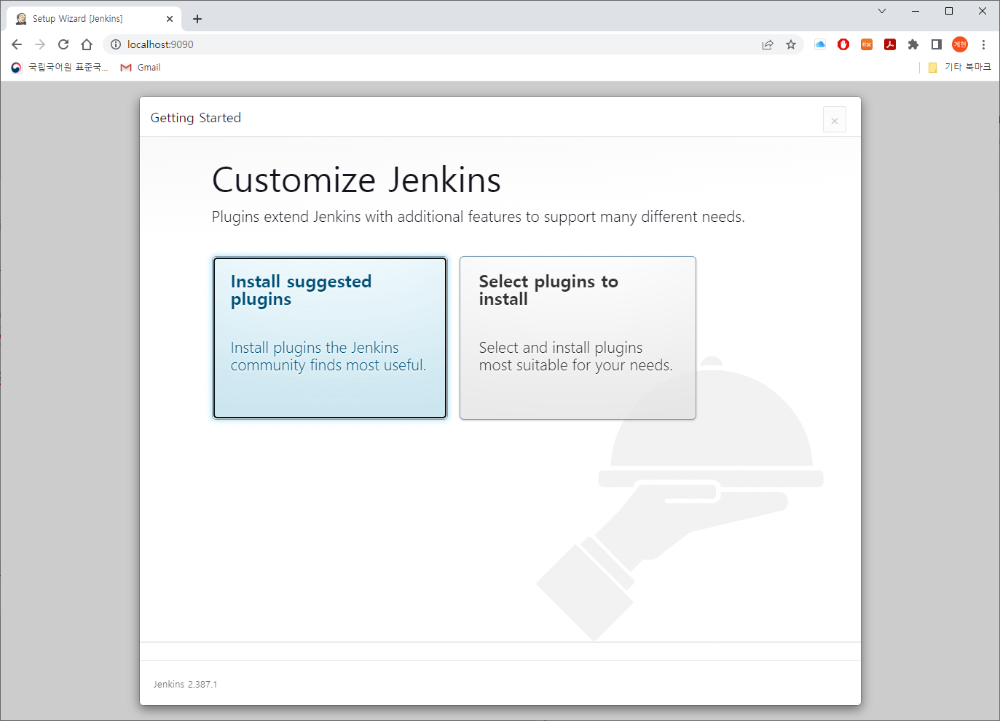 Setup Wizard [Jenkins]
localhost:9090
EX
계현
국립국어원 표준국...
Gmail
기타 북마크
Getting Started
Customize Jenkins
Plugins extend Jenkins with additional features to support many different needs.
Install suggested
plugins
Install plugins the Jenkins
community finds most useful.
Select plugins to
install
Select and install plugins
most suitable for your needs.
Jenkins 2.387.1